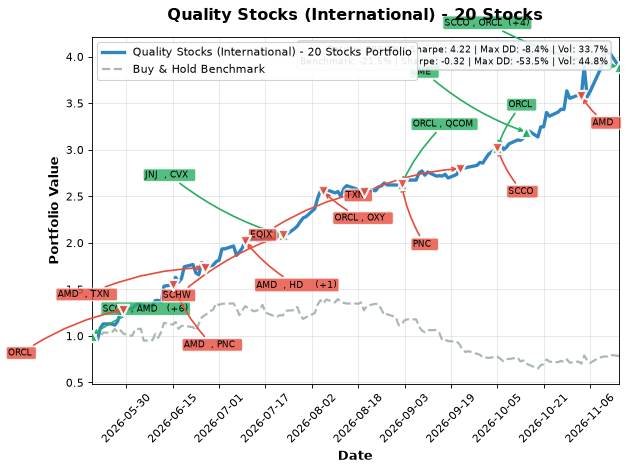 Quality Stocks (International) - 20 Stocks
SCCO , ORCL (+4)
Quality Stocks (International) - 20 Stocks Portfolio
Buy & Hold Benchmark
Sharpe: 4.22 | Max DD: -8.4% | Vol: 33.7%
Benchmark: -21.5% | Sharpe: -0.32 | Max DD: -53.5% | Vol: 44.8%
ORCL
ORCL , QCOM
AMD
JNJ , CVX
TXN
SCCO
ORCL , OXY
EQIX
PNC
AMD , HD (+1)
AMD , TXN
SCHW
AMD (+6)
AMD , PNC
ORCL
Portfolio Value
4.0
3.5
3.0
2.5
2.0
1.5
1.0
0.5
2026-05-30
2026-06-15
2026-07-01
2026-07-17
2026-08-02
2026-08-18
2026-09-03
2026-09-19
2026-10-05
2026-10-21
2026-11-06
Date